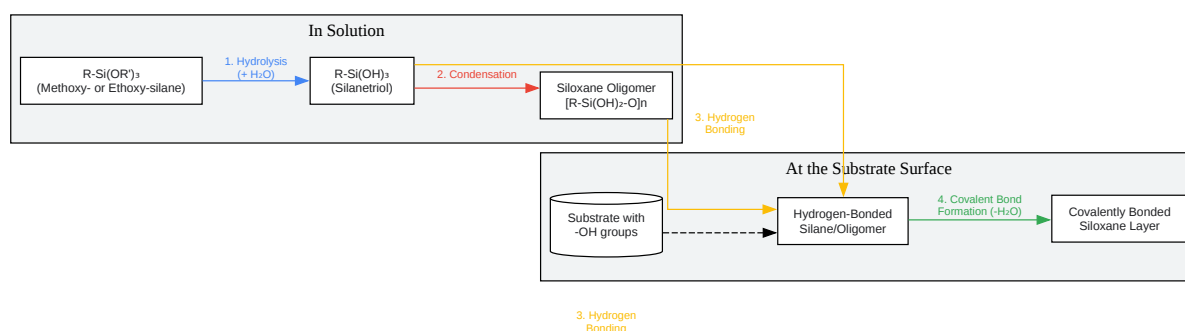 In Solution
R-Si(OR')₃
(Methoxy- or Ethoxy-silane)
1. Hydrolysis
(+ H₂O)
R-Si(OH)₃
(Silanetriol)
2. Condensation
Siloxane Oligomer
[R-Si(OH)₂-O]n
3. Hydrogen
Bonding
At the Substrate Surface
Substrate with
-OH groups
Hydrogen-Bonded
Silane/Oligomer
4. Covalent Bond
Formation (-H₂O)
Covalently Bonded
Siloxane Layer
3. Hydrogen
Bonding